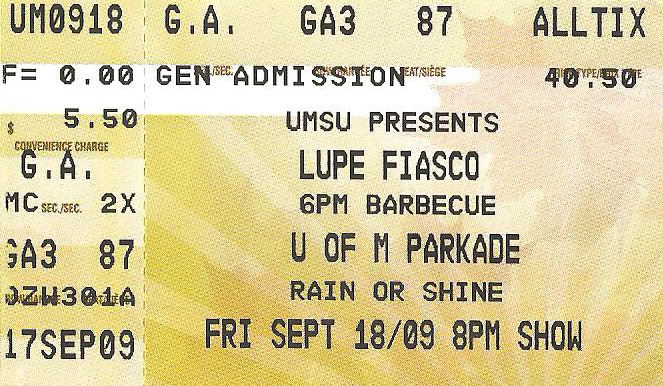 UM0918 G.A. GA3 87 ALLTIX
F= 0.00 GEN ADMISSION 40.50
$ 5.50 UMSU PRESENTS
CONVENIENCE CHARGE
G.A. LUPE FIASCO
MC SEC./SEC. 2X 6PM BARBECUE
GA3 87 U OF M PARKADE
301A RAIN OR SHINE
17SEP09 FRI SEPT 18/09 8PM SHOW